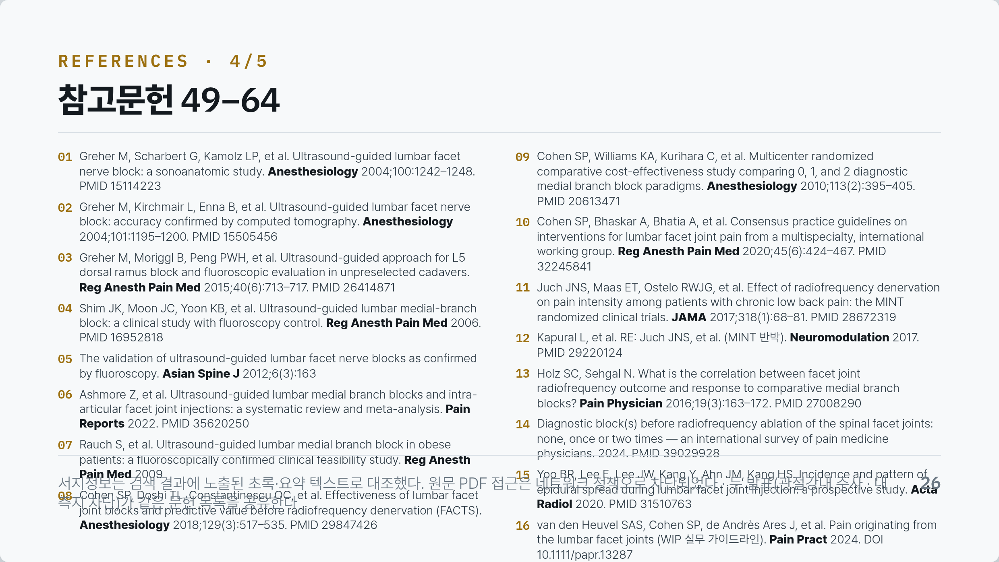 REFERENCES · 4/5
참고문헌 49–64
01 Greher M, Scharbert G, Kamolz LP, et al. Ultrasound-guided lumbar facet
nerve block: a sonoanatomic study. Anesthesiology 2004;100:1242–1248.
PMID 15114223
02 Greher M, Kirchmair L, Enna B, et al. Ultrasound-guided lumbar facet nerve
block: accuracy confirmed by computed tomography. Anesthesiology
2004;101:1195–1200. PMID 15505456
03 Greher M, Moriggl B, Peng PWH, et al. Ultrasound-guided approach for L5
dorsal ramus block and fluoroscopic evaluation in unpreselected cadavers.
Reg Anesth Pain Med 2015;40(6):713–717. PMID 26414871
04 Shim JK, Moon JC, Yoon KB, et al. Ultrasound-guided lumbar medial-branch
block: a clinical study with fluoroscopy control. Reg Anesth Pain Med 2006.
PMID 16952818
05 The validation of ultrasound-guided lumbar facet nerve blocks as confirmed
by fluoroscopy. Asian Spine J 2012;6(3):163
06 Ashmore Z, et al. Ultrasound-guided lumbar medial branch blocks and intra-
articular facet joint injections: a systematic review and meta-analysis. Pain
Reports 2022. PMID 35620250
07 Rauch S, et al. Ultrasound-guided lumbar medial branch block in obese
patients: a fluoroscopically confirmed clinical feasibility study. Reg Anesth
Pain Med 2009
08 Cohen SP, Doshi TL, Constantinescu OC, et al. Effectiveness of lumbar facet
joint blocks and predictive value before radiofrequency denervation (FACTS).
Anesthesiology 2018;129(3):517–535. PMID 29847426
09 Cohen SP, Williams KA, Kurihara C, et al. Multicenter randomized
comparative cost-effectiveness study comparing 0, 1, and 2 diagnostic
medial branch block paradigms. Anesthesiology 2010;113(2):395–405.
PMID 20613471
10 Cohen SP, Bhaskar A, Bhatia A, et al. Consensus practice guidelines on
interventions for lumbar facet joint pain from a multispecialty, international
working group. Reg Anesth Pain Med 2020;45(6):424–467. PMID
32245841
11 Juch JNS, Maas ET, Ostelo RWJG, et al. Effect of radiofrequency denervation
on pain intensity among patients with chronic low back pain: the MINT
randomized clinical trials. JAMA 2017;318(1):68–81. PMID 28672319
12 Kapural L, et al. RE: Juch JNS, et al. (MINT 반박). Neuromodulation 2017.
PMID 29220124
13 Holz SC, Sehgal N. What is the correlation between facet joint
radiofrequency outcome and response to comparative medial branch
blocks? Pain Physician 2016;19(3):163–172. PMID 27008290
14 Diagnostic block(s) before radiofrequency ablation of the spinal facet joints:
none, once or two times — an international survey of pain medicine
physicians. 2024. PMID 39029928
15 Yoo BR, Lee E, Lee JW, Kang Y, Ahn JM, Kang HS. Incidence and pattern of
epidural spread during lumbar facet joint injection: a prospective study. Acta
Radiol 2020. PMID 31510763
16 van den Heuvel SAS, Cohen SP, de Andrès Ares J, et al. Pain originating from
the lumbar facet joints (WIP 실무 가이드라인). Pain Pract 2024. DOI
10.1111/papr.13287
서지정보는 검색 결과에 노출된 초록·요약 텍스트로 대조했다. 원문 PDF 접근은 네트워크 정책으로 차단되었다 · 두 발표(관절강내 주사 · 내
측지 차단)가 같은 문헌 목록을 공유한다
26